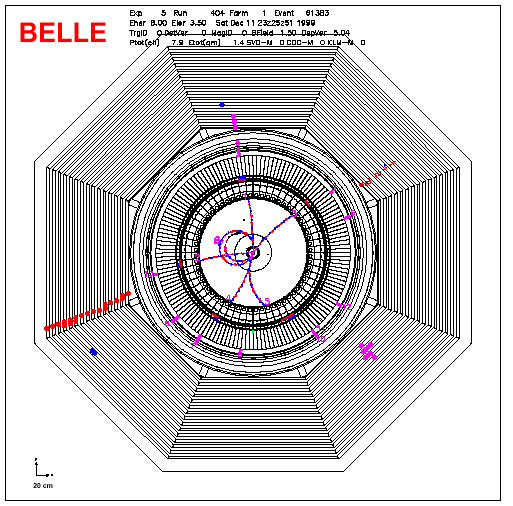 BELLE
Exp 5 Run 404 Farm 1 Event 61383
Eher 8.00 Eler 3.50 Sat Dec 11 23:25:51 1999
TrgID 0 DetVer 0 MagID 0 BField 1.50 DspVer 5.04
Ptot(ch) 7.9 Etot(gm) 1.4 SVD-M 0 CDC-M 0 KLM-M 0
20 cm